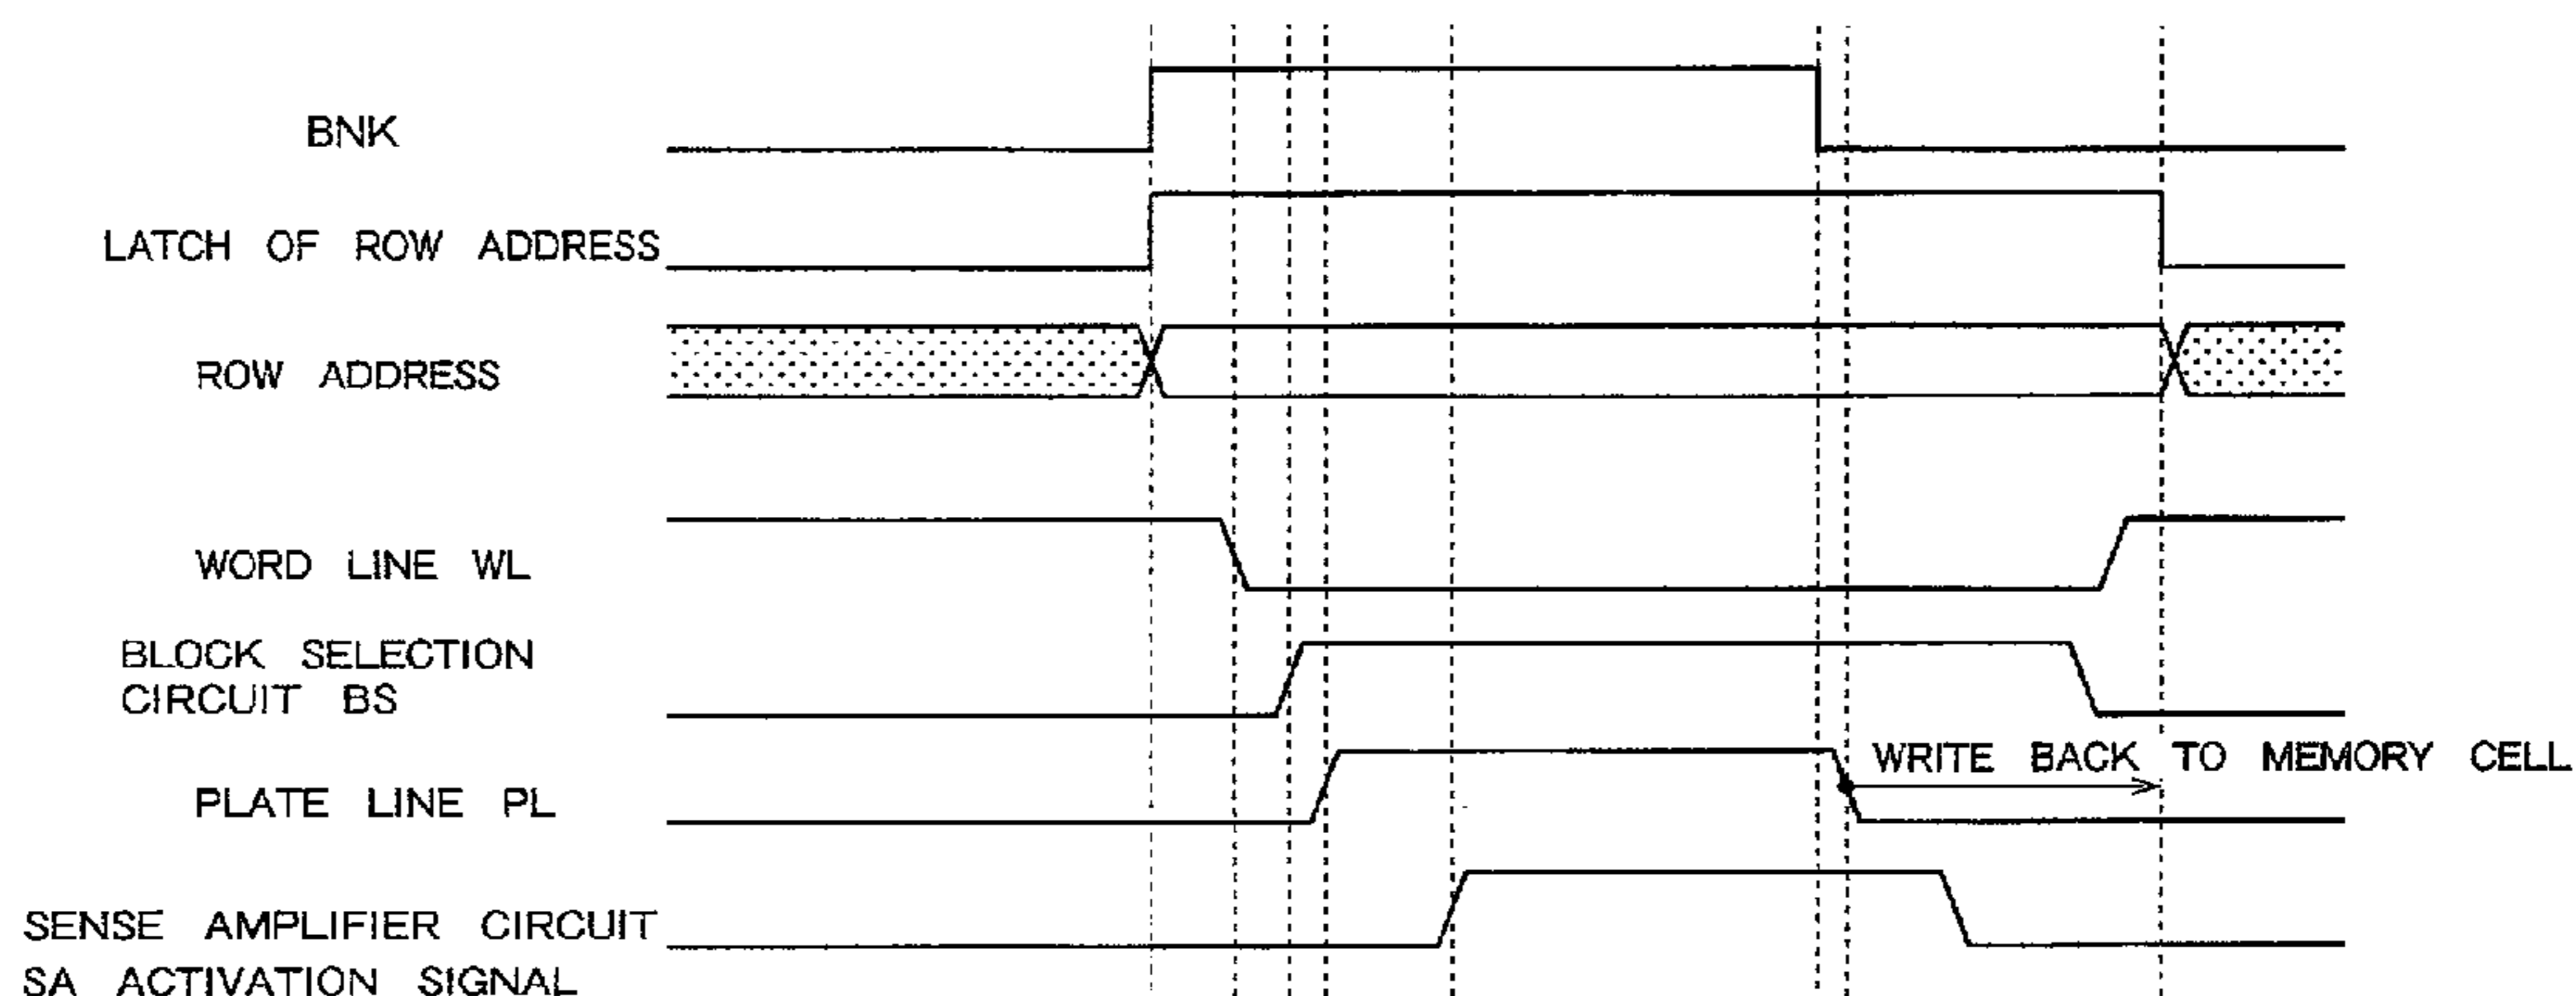 BNK
LATCH OF ROW ADDRESS
ROW ADDRESS
WORD LINE WL
BLOCK SELECTION
CIRCUIT BS
WRITE BACK TO MEMORY CELL
PLATE LINE PL
SENSE AMPLIFIER CIRCUIT
SA ACTIVATION SIGNAL